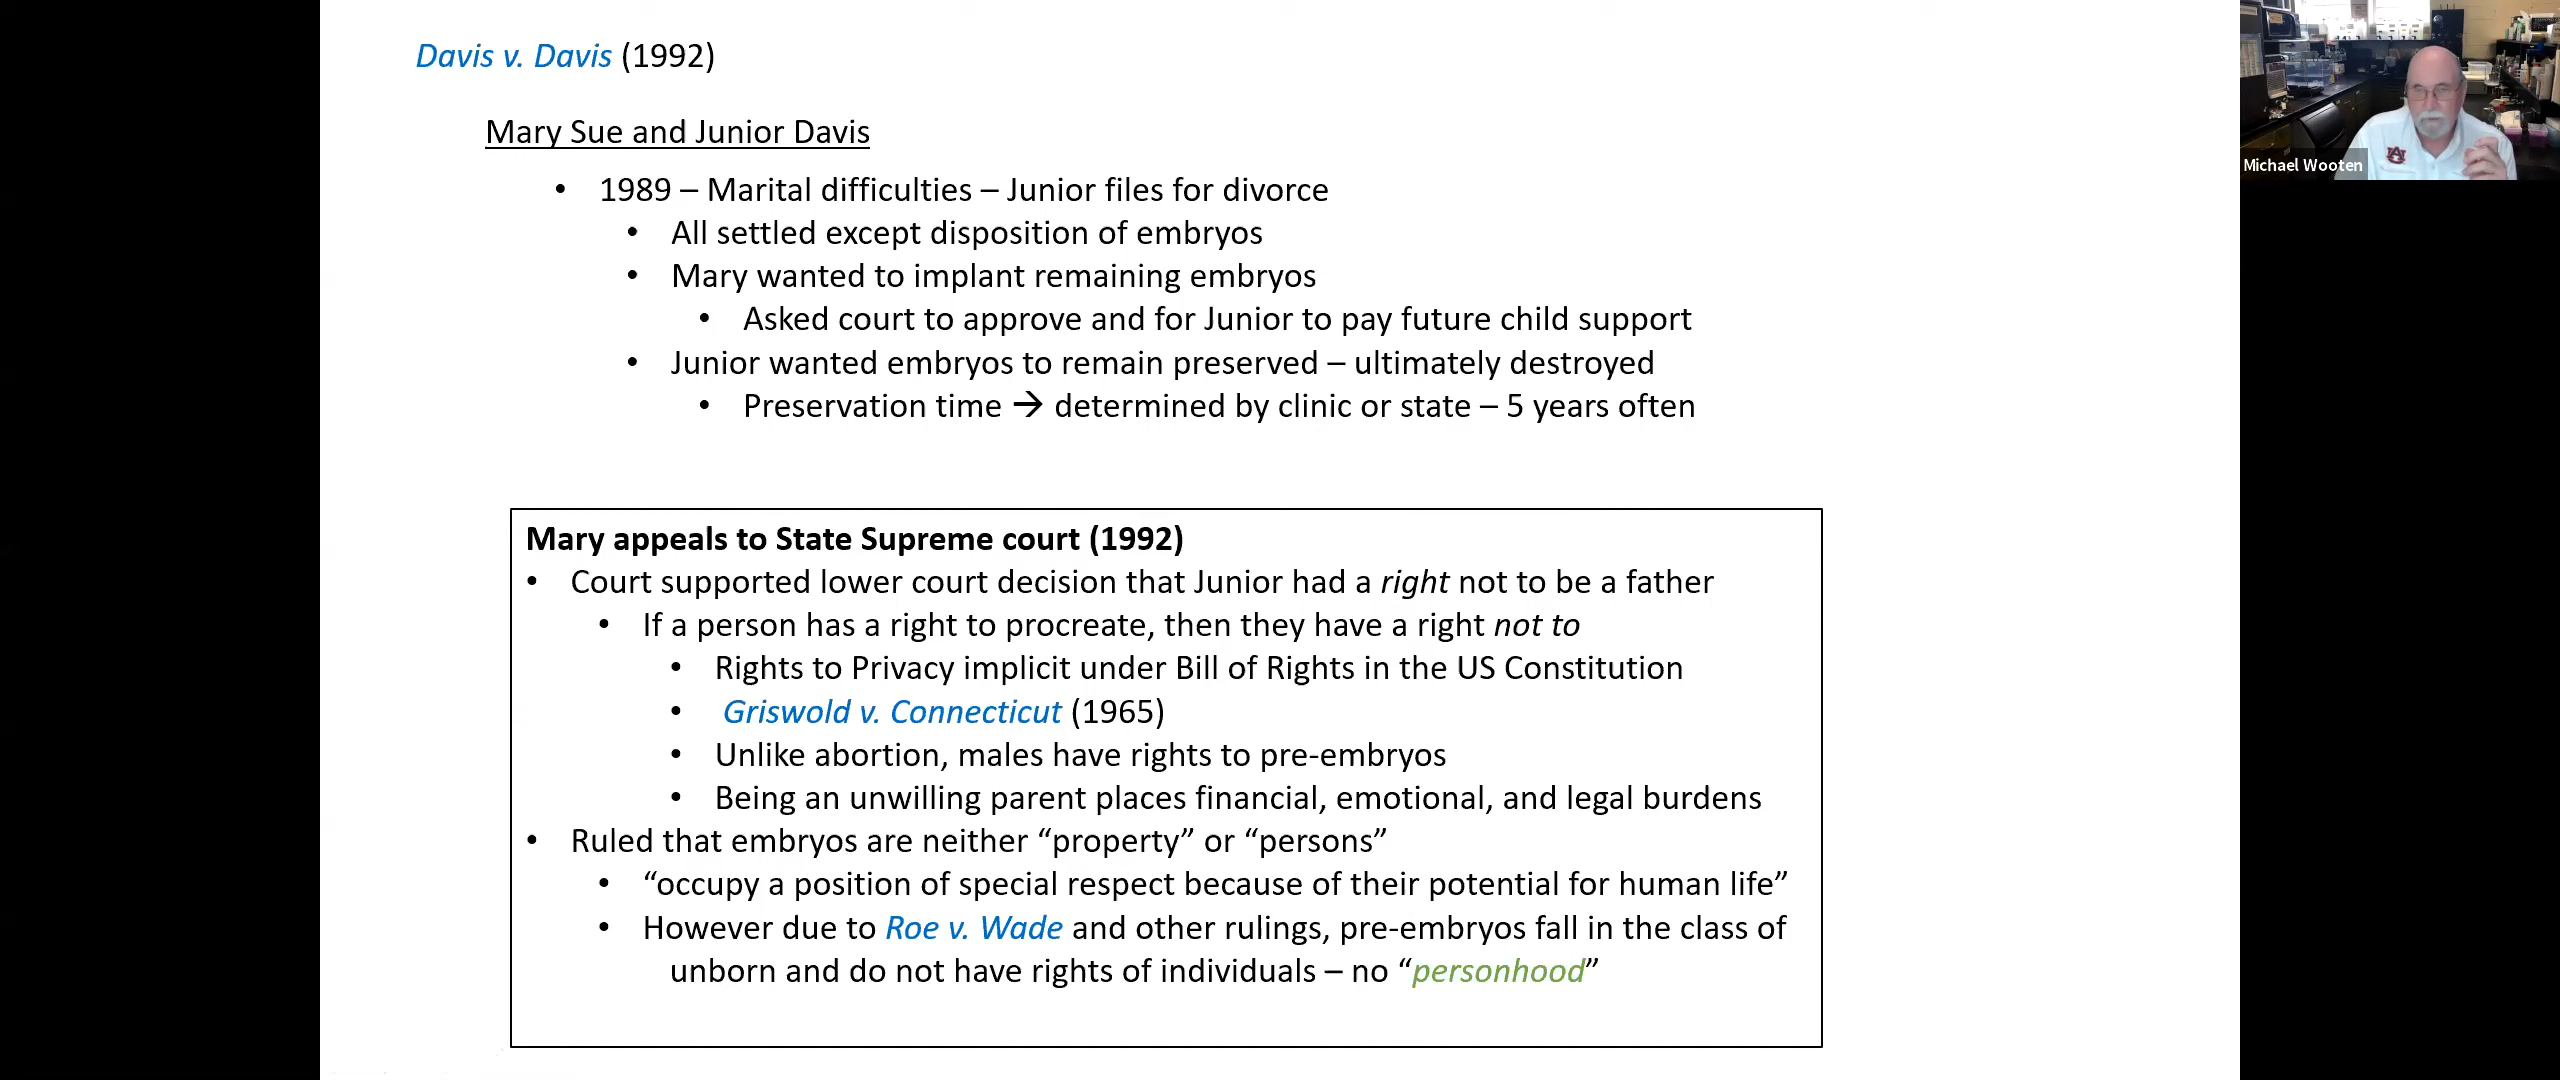 Davis v. Davis (1992)
Mary Sue and Junior Davis
• 1989 – Marital difficulties – Junior files for divorce
• All settled except disposition of embryos
• Mary wanted to implant remaining embryos
• Asked court to approve and for Junior to pay future child support
• Junior wanted embryos to remain preserved – ultimately destroyed
• Preservation time → determined by clinic or state – 5 years often
Mary appeals to State Supreme court (1992)
• Court supported lower court decision that Junior had a right not to be a father
• If a person has a right to procreate, then they have a right not to
• Rights to Privacy implicit under Bill of Rights in the US Constitution
• Griswold v. Connecticut (1965)
• Unlike abortion, males have rights to pre-embryos
• Being an unwilling parent places financial, emotional, and legal burdens
• Ruled that embryos are neither “property” or “persons”
• “occupy a position of special respect because of their potential for human life”
• However due to Roe v. Wade and other rulings, pre-embryos fall in the class of
unborn and do not have rights of individuals – no “personhood”
Michael Wooten
AU